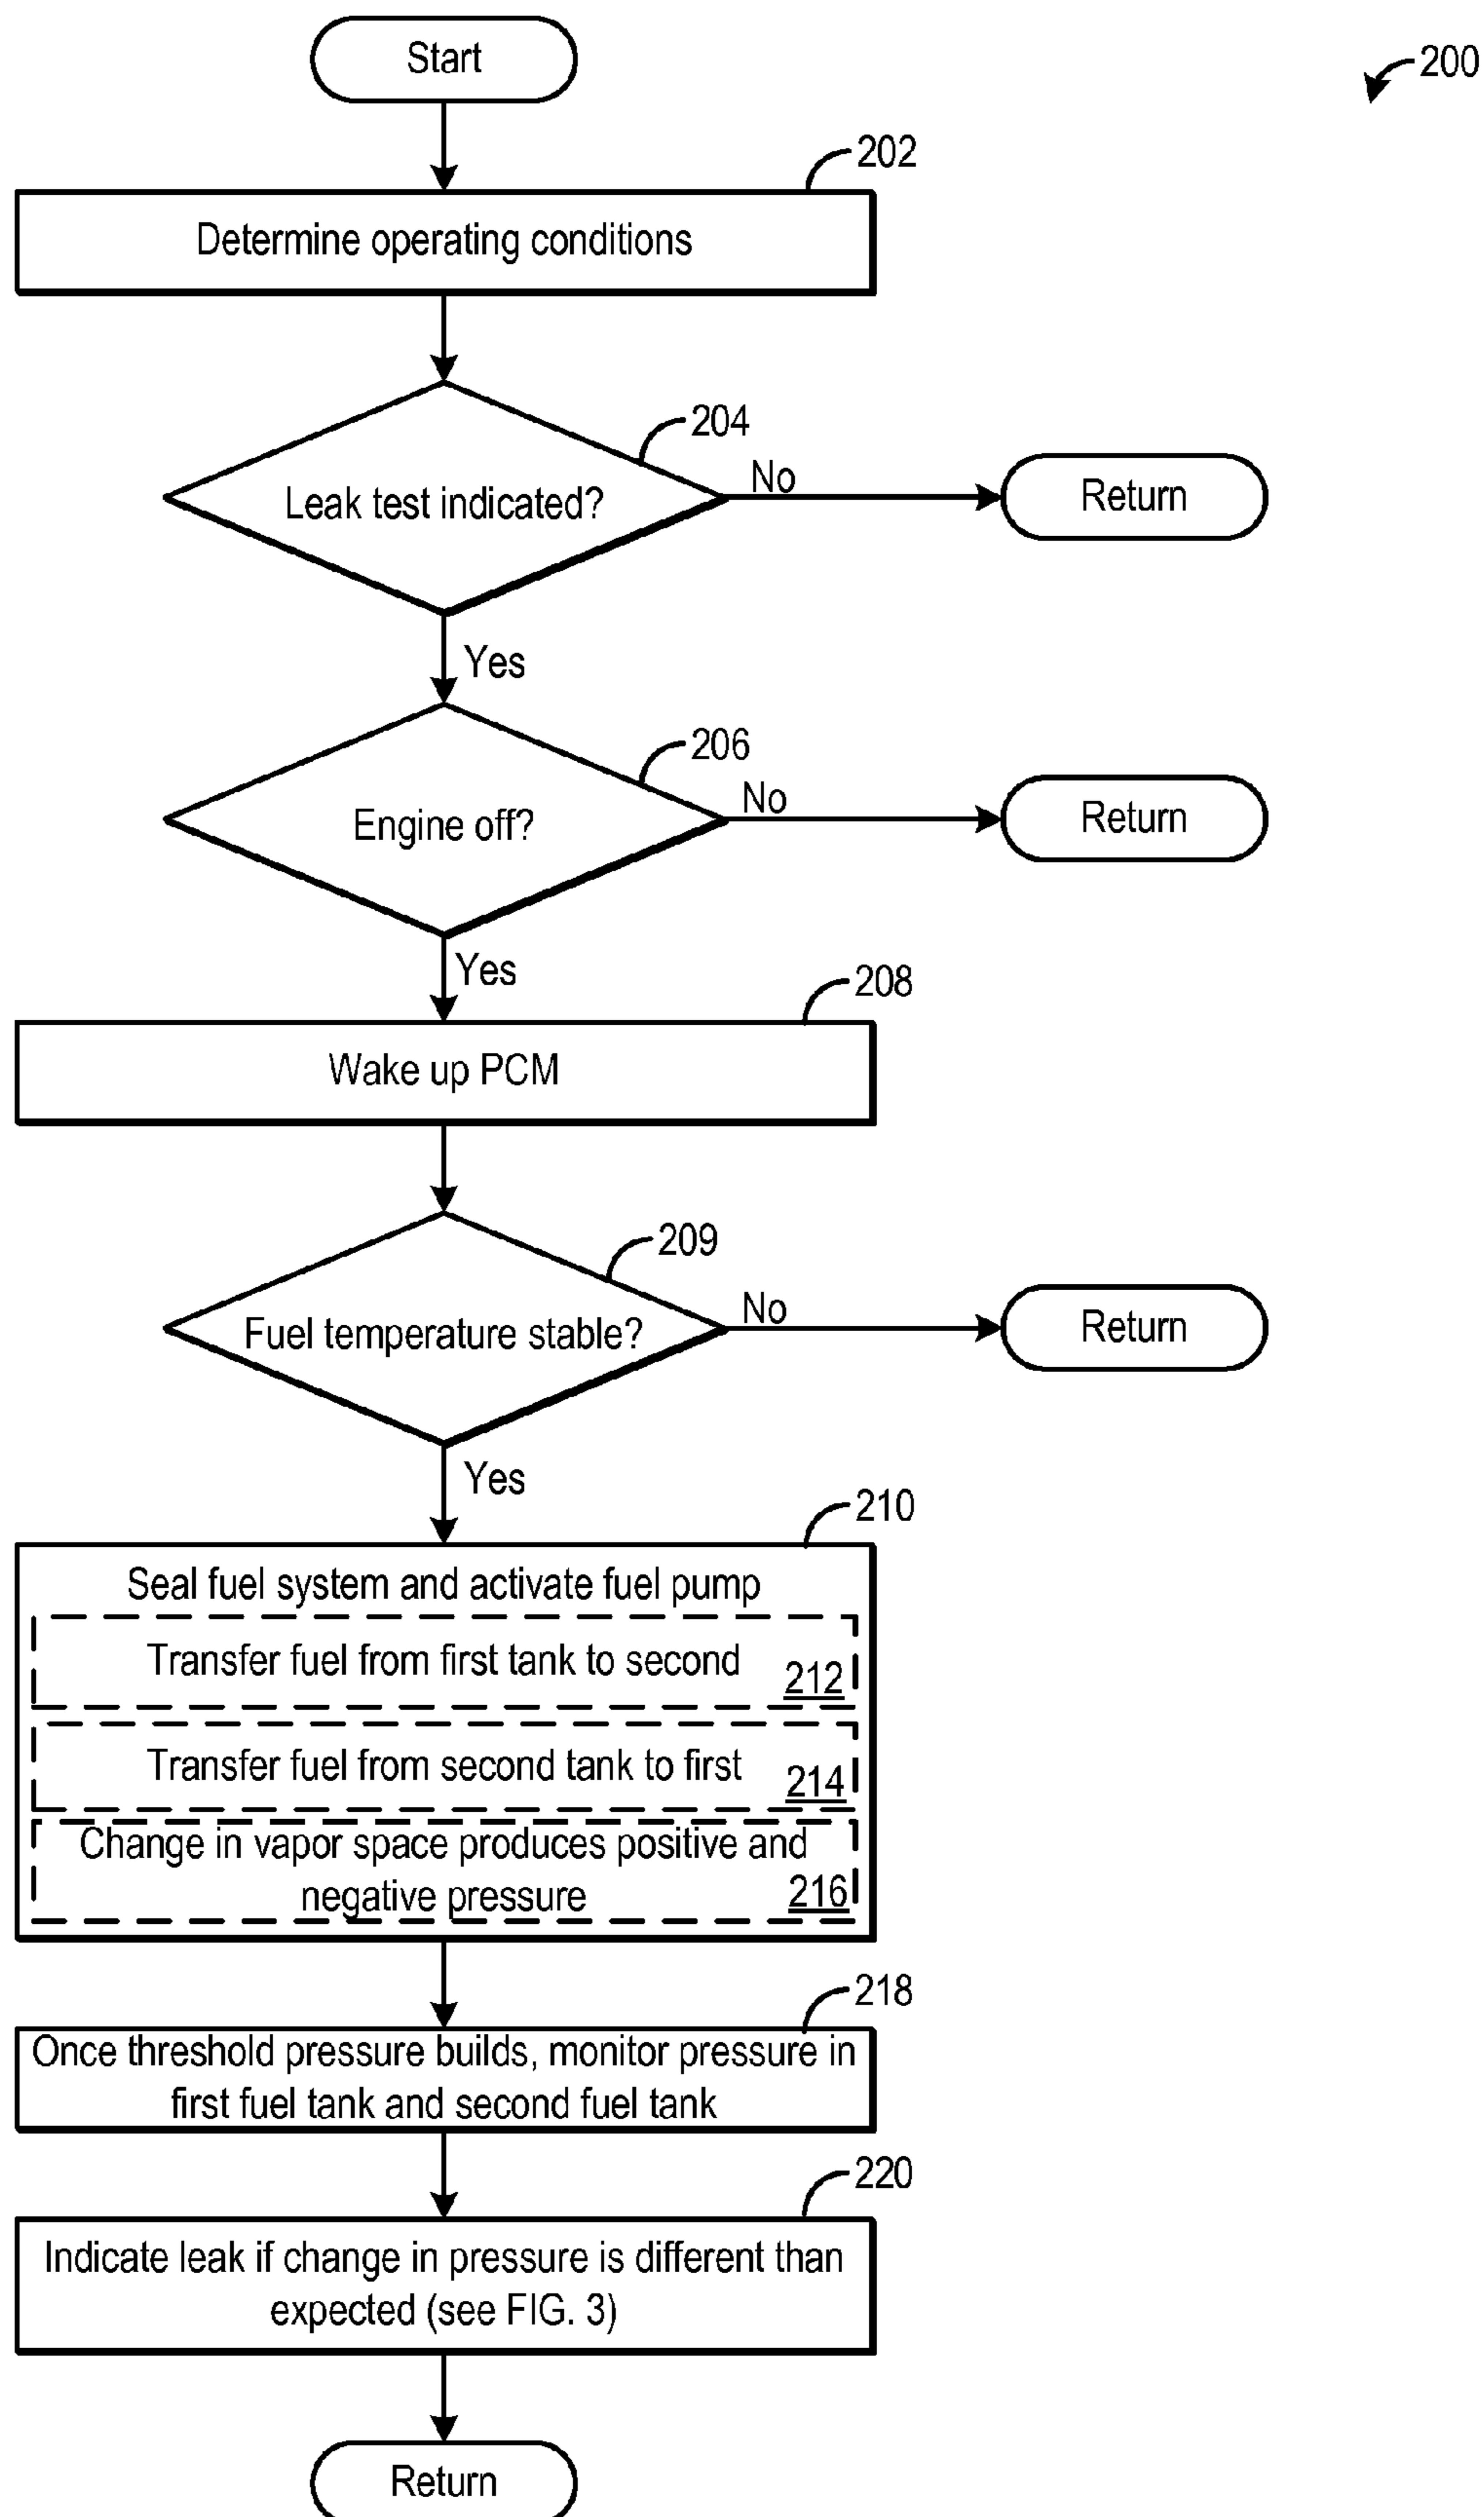 Start
200
202
Determine operating conditions
204
Leak test indicated?
No
Return
Yes
206
Engine off?
No
Return
Yes
208
Wake up PCM
209
Fuel temperature stable?
No
Return
Yes
210
Seal fuel system and activate fuel pump
Transfer fuel from first tank to second
212
Transfer fuel from second tank to first
214
Change in vapor space produces positive and
negative pressure
216
218
Once threshold pressure builds, monitor pressure in
first fuel tank and second fuel tank
220
Indicate leak if change in pressure is different than
expected (see FIG. 3)
Return